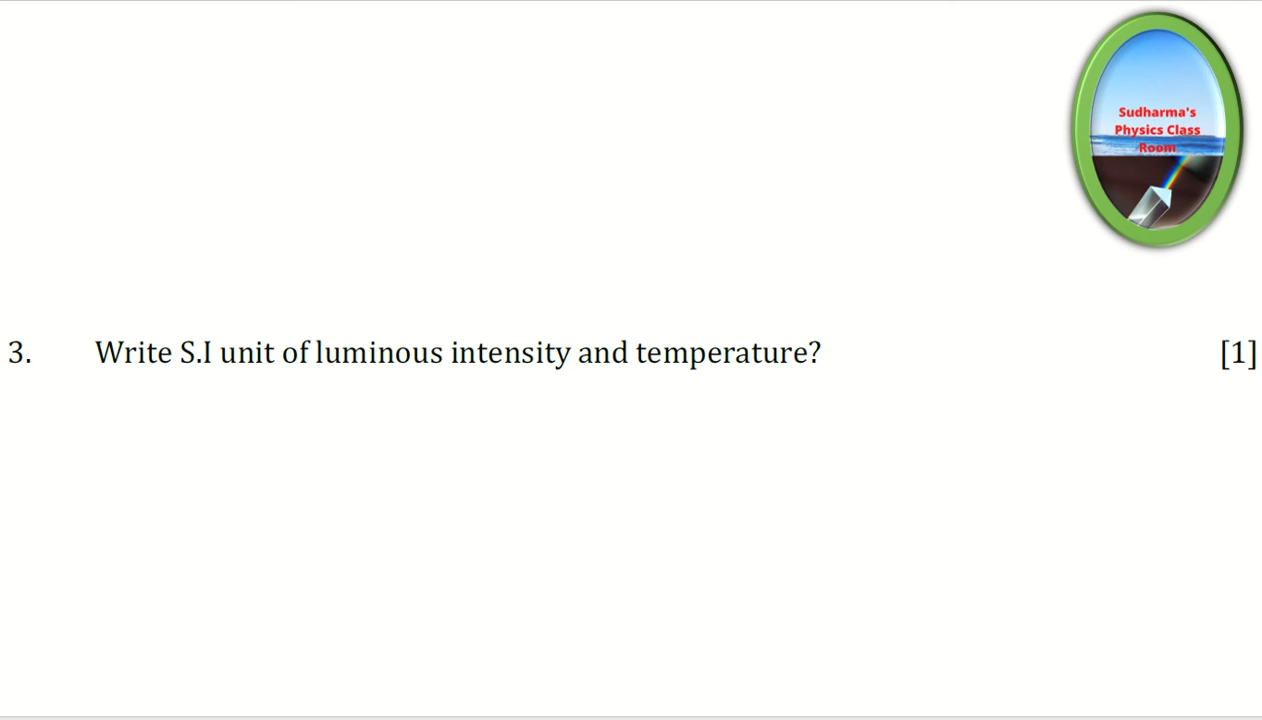 Sudharma's
Physics Class
Room
3. Write S.I unit of luminous intensity and temperature? [1]